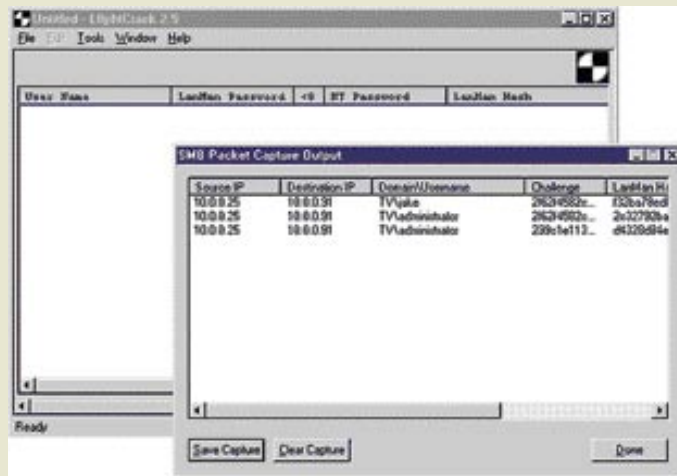 Untitled - L0phtCrack 2.5
File Tools Window Help
User Name LanMan Password <8 NT Password LanMan Hash
SMB Packet Capture Output
Source IP Destination IP Domain\Username Challenge LanMan Ha
10.0.0.25 10.0.0.91 TV\jake
10.0.0.25 10.0.0.91 TV\administrator
10.0.0.25 10.0.0.91 TV\administrator
Ready
Save Capture Clear Capture Done